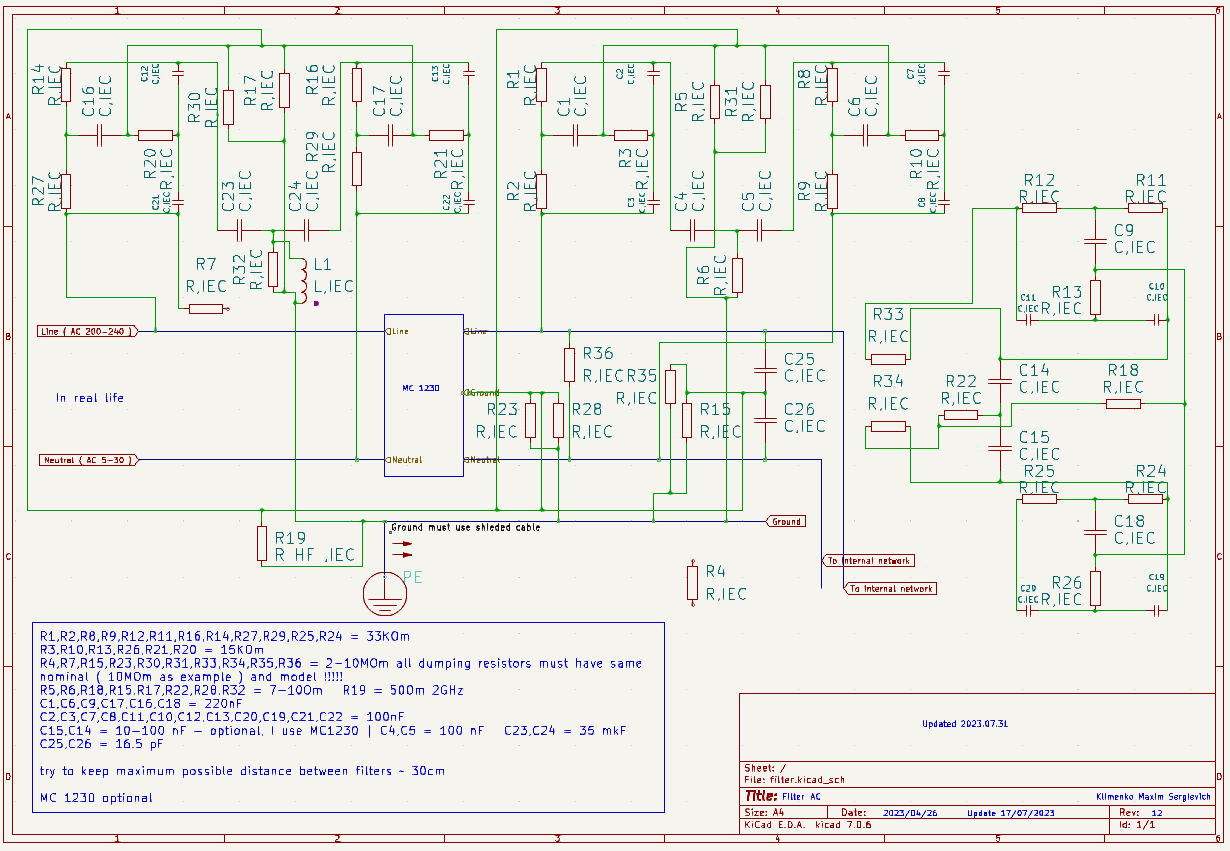 1 2 3 4 5 6
A
B
C
D
R14
R,IEC
C16
C,IEC
C12
C,IEC
R30
R,IEC
R17
R,IEC
R16
R,IEC
C17
C,IEC
C13
C,IEC
R27
R,IEC
R20
R,IEC
C21
C,IEC
C23
C,IEC
C24
C,IEC
R29
R,IEC
R21
R,IEC
C22
C,IEC
R7
R,IEC
R32
R,IEC
L1
L,IEC
R1
R,IEC
C1
C,IEC
C2
C,IEC
R5
R,IEC
R31
R,IEC
R8
R,IEC
C6
C,IEC
C7
C,IEC
R2
R,IEC
R3
R,IEC
C3
C,IEC
C4
C,IEC
C5
C,IEC
R9
R,IEC
R10
R,IEC
C8
C,IEC
R6
R,IEC
R12
R,IEC
R11
R,IEC
C9
C,IEC
C11
C,IEC
R13
R,IEC
C10
C,IEC
R33
R,IEC
R34
R,IEC
C14
C,IEC
R22
R,IEC
R18
R,IEC
C15
C,IEC
R25
R,IEC
R24
R,IEC
C18
C,IEC
C20
C,IEC
R26
R,IEC
C19
C,IEC
Line ( AC 200-240 )
In real life
Neutral ( AC 5-30 )
Line
MC 1230
Neutral
Line
Ground
Neutral
R36
R,IEC
R35
R,IEC
R23
R,IEC
R28
R,IEC
R15
R,IEC
C25
C,IEC
C26
C,IEC
R19
R HF ,IEC
Ground must use shleded cable
PE
Ground
To internal network
To internal network
R4
R,IEC
R1,R2,R8,R9,R12,R11,R16,R14,R27,R29,R25,R24 = 33KOm
R3,R10,R13,R26,R21,R20 = 15KOm
R4,R7,R15,R23,R30,R31,R33,R34,R35,R36 = 2-10MOm all dumping resistors must have same
nominal ( 10MOm as example ) and model !!!!!
R5,R6,R18,R15,R17,R22,R28,R32 = 7-10Om R19 = 50Om 2GHz
C1,C6,C9,C17,C16,C18 = 220nF
C2,C3,C7,C8,C11,C10,C12,C13,C20,C19,C21,C22 = 100nF
C15,C14 = 10-100 nF - optional, I use MC1230 | C4,C5 = 100 nF C23,C24 = 35 mkF
C25,C26 = 16.5 pF
try to keep maximum possible distance between filters ~ 30cm
MC 1230 optional
Updated 2023.07.31
Sheet: /
File: filter.kicad_sch
Title: Filter AC Klimenko Maxim Sergievich
Size: A4 Date: 2023/04/26 Update 17/07/2023 Rev: 12
KiCad E.D.A. kicad 7.0.6 Id: 1/1
1 2 3 4 5 6